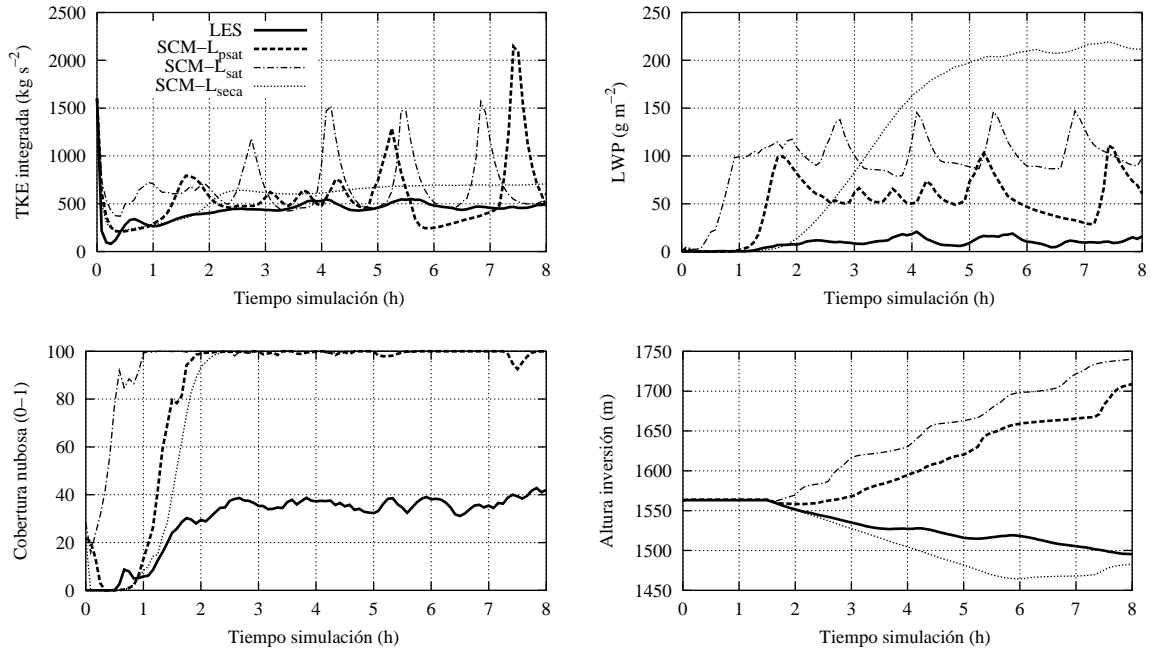 TKE integrada (kg s⁻²)
2500
2000
1500
1000
500
0
LES
SCM–L_psat
SCM–L_sat
SCM–L_seca
0 1 2 3 4 5 6 7 8
Tiempo simulación (h)
LWP (g m⁻²)
250
200
150
100
50
0
0 1 2 3 4 5 6 7 8
Tiempo simulación (h)
Cobertura nubosa (0–1)
100
80
60
40
20
0
0 1 2 3 4 5 6 7 8
Tiempo simulación (h)
Altura inversión (m)
1750
1700
1650
1600
1550
1500
1450
0 1 2 3 4 5 6 7 8
Tiempo simulación (h)